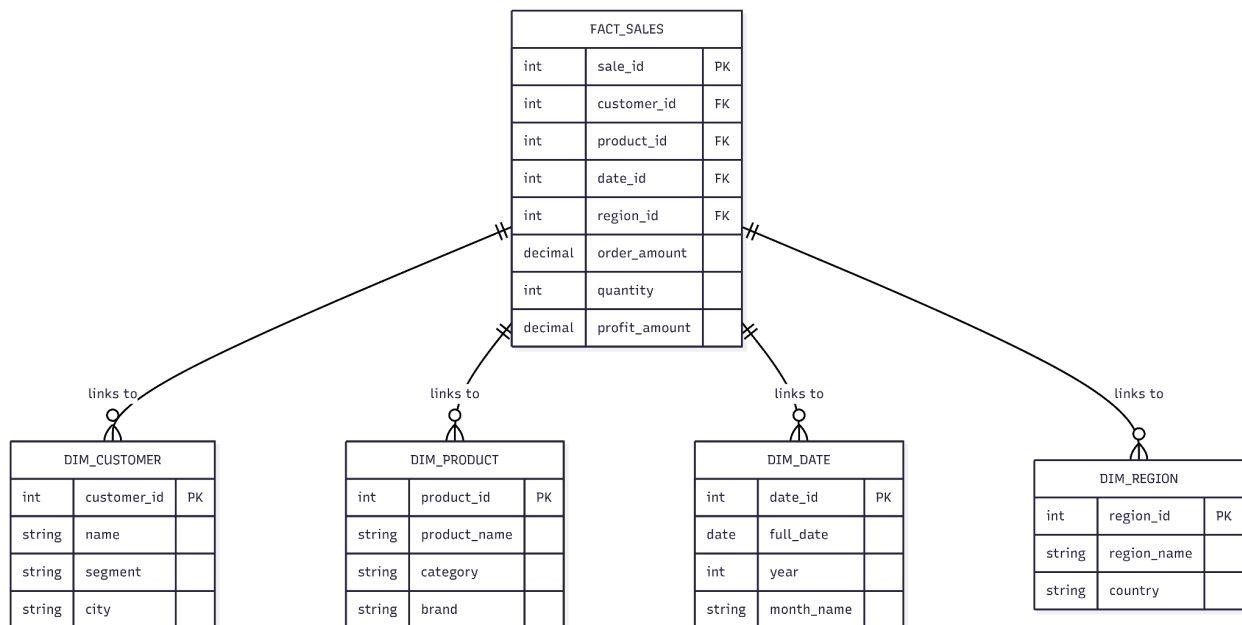 FACT_SALES
int sale_id PK
int customer_id FK
int product_id FK
int date_id FK
int region_id FK
decimal order_amount
int quantity
decimal profit_amount
links to links to links to links to
DIM_CUSTOMER
int customer_id PK
string name
string segment
string city
DIM_PRODUCT
int product_id PK
string product_name
string category
string brand
DIM_DATE
int date_id PK
date full_date
int year
string month_name
DIM_REGION
int region_id PK
string region_name
string country